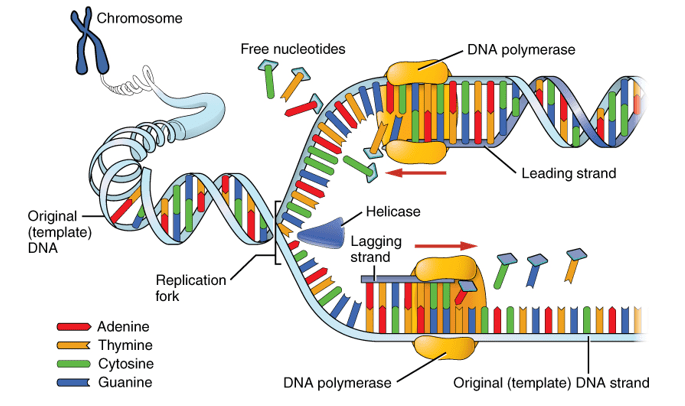 Chromosome
Free nucleotides
DNA polymerase
Leading strand
Original
(template)
DNA
Helicase
Lagging
strand
Replication
fork
Adenine
Thymine
Cytosine
Guanine
DNA polymerase
Original (template) DNA strand